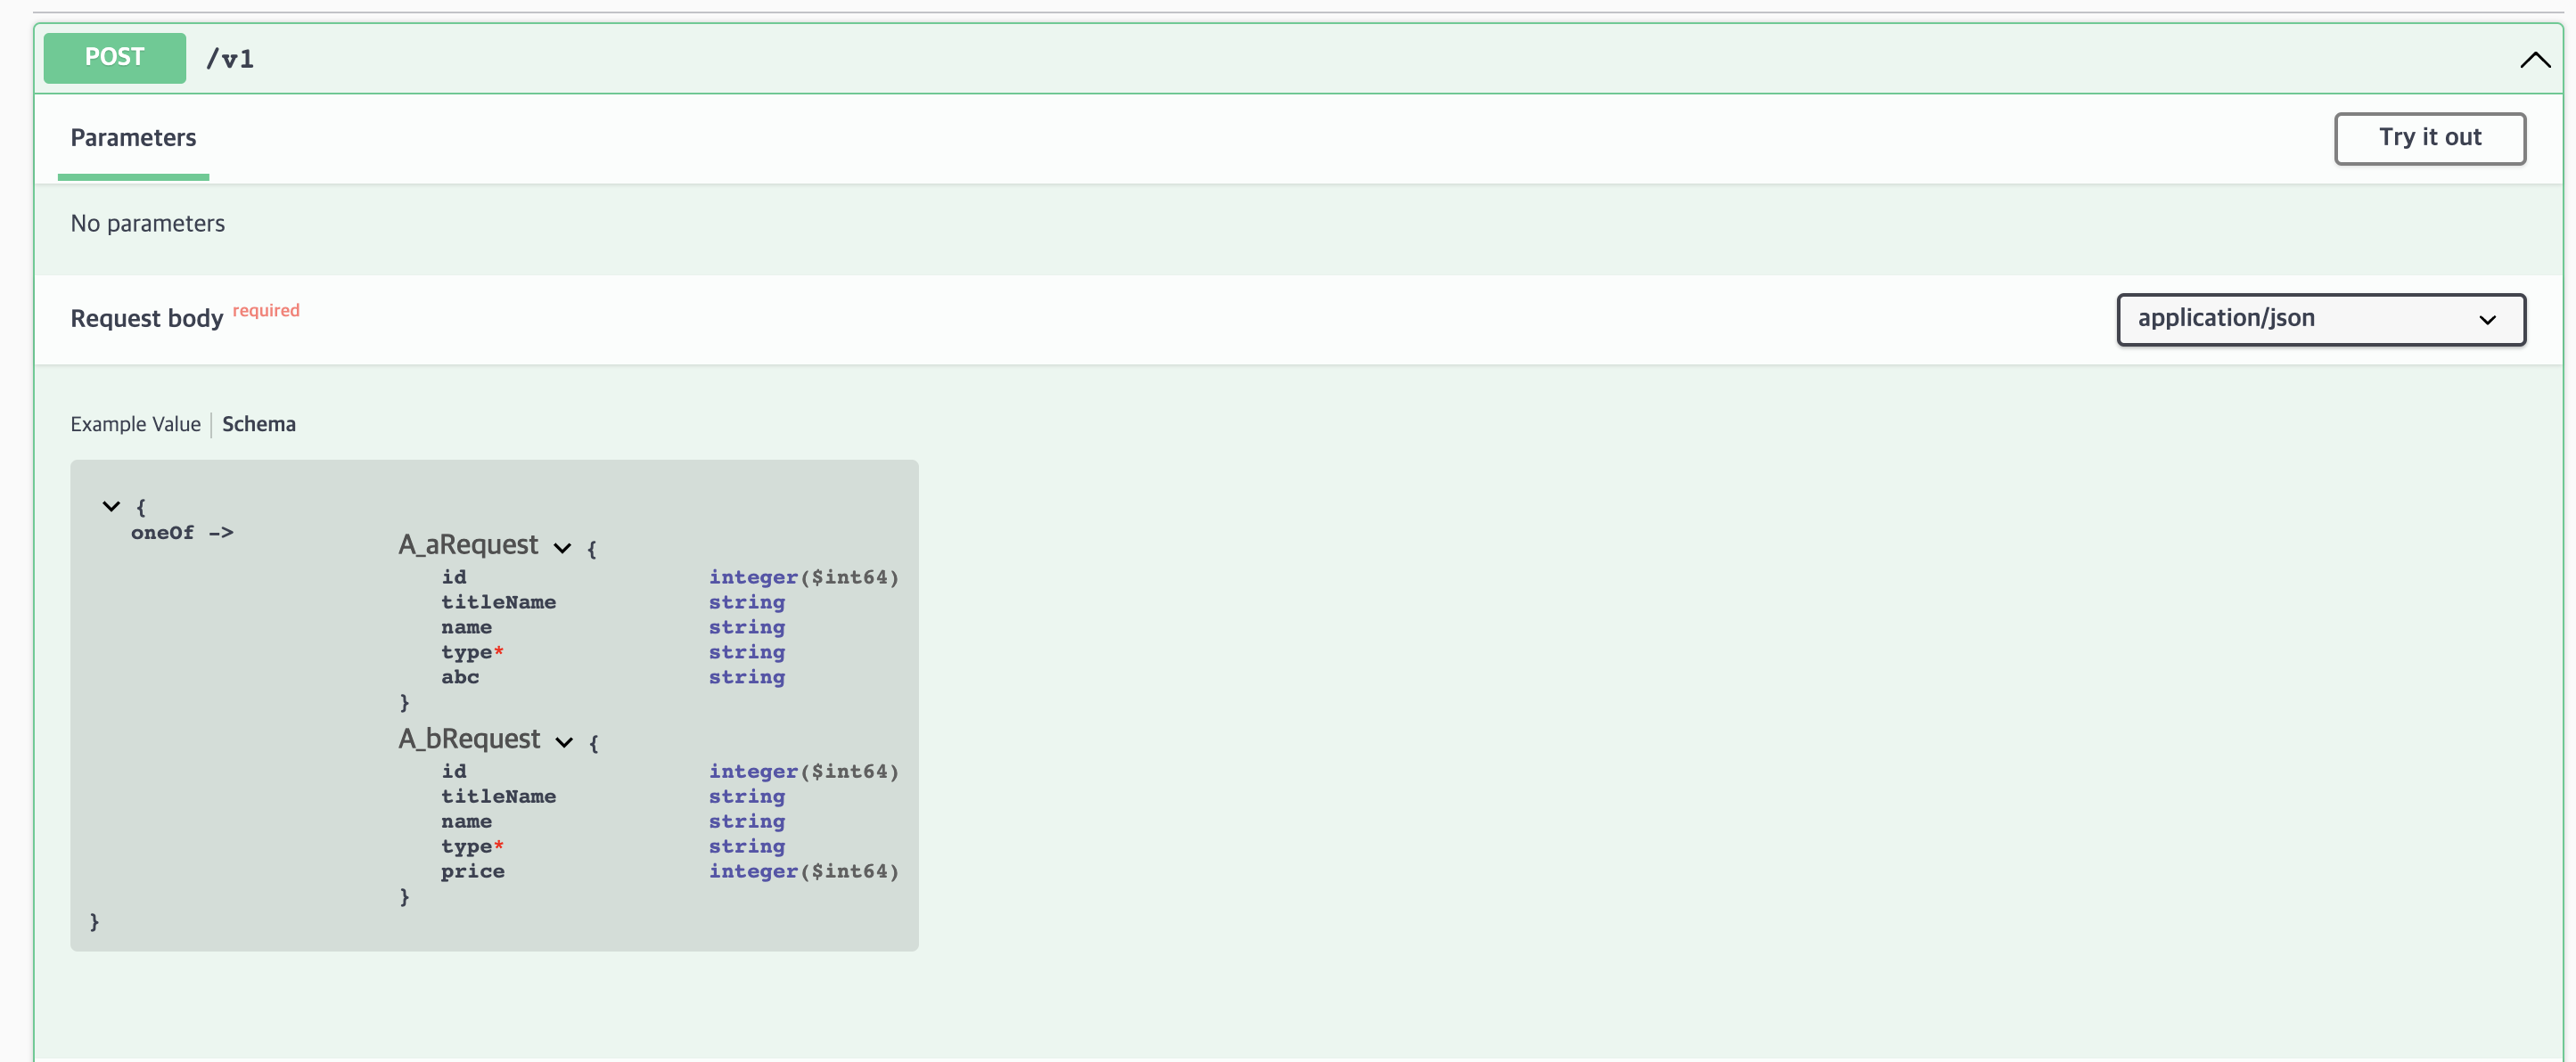 POST /v1
Parameters
Try it out
No parameters
Request body required
application/json
Example Value Schema
{
oneOf ->
A_aRequest {
id integer($int64)
titleName string
name string
type* string
abc string
}
A_bRequest {
id integer($int64)
titleName string
name string
type* string
price integer($int64)
}
}